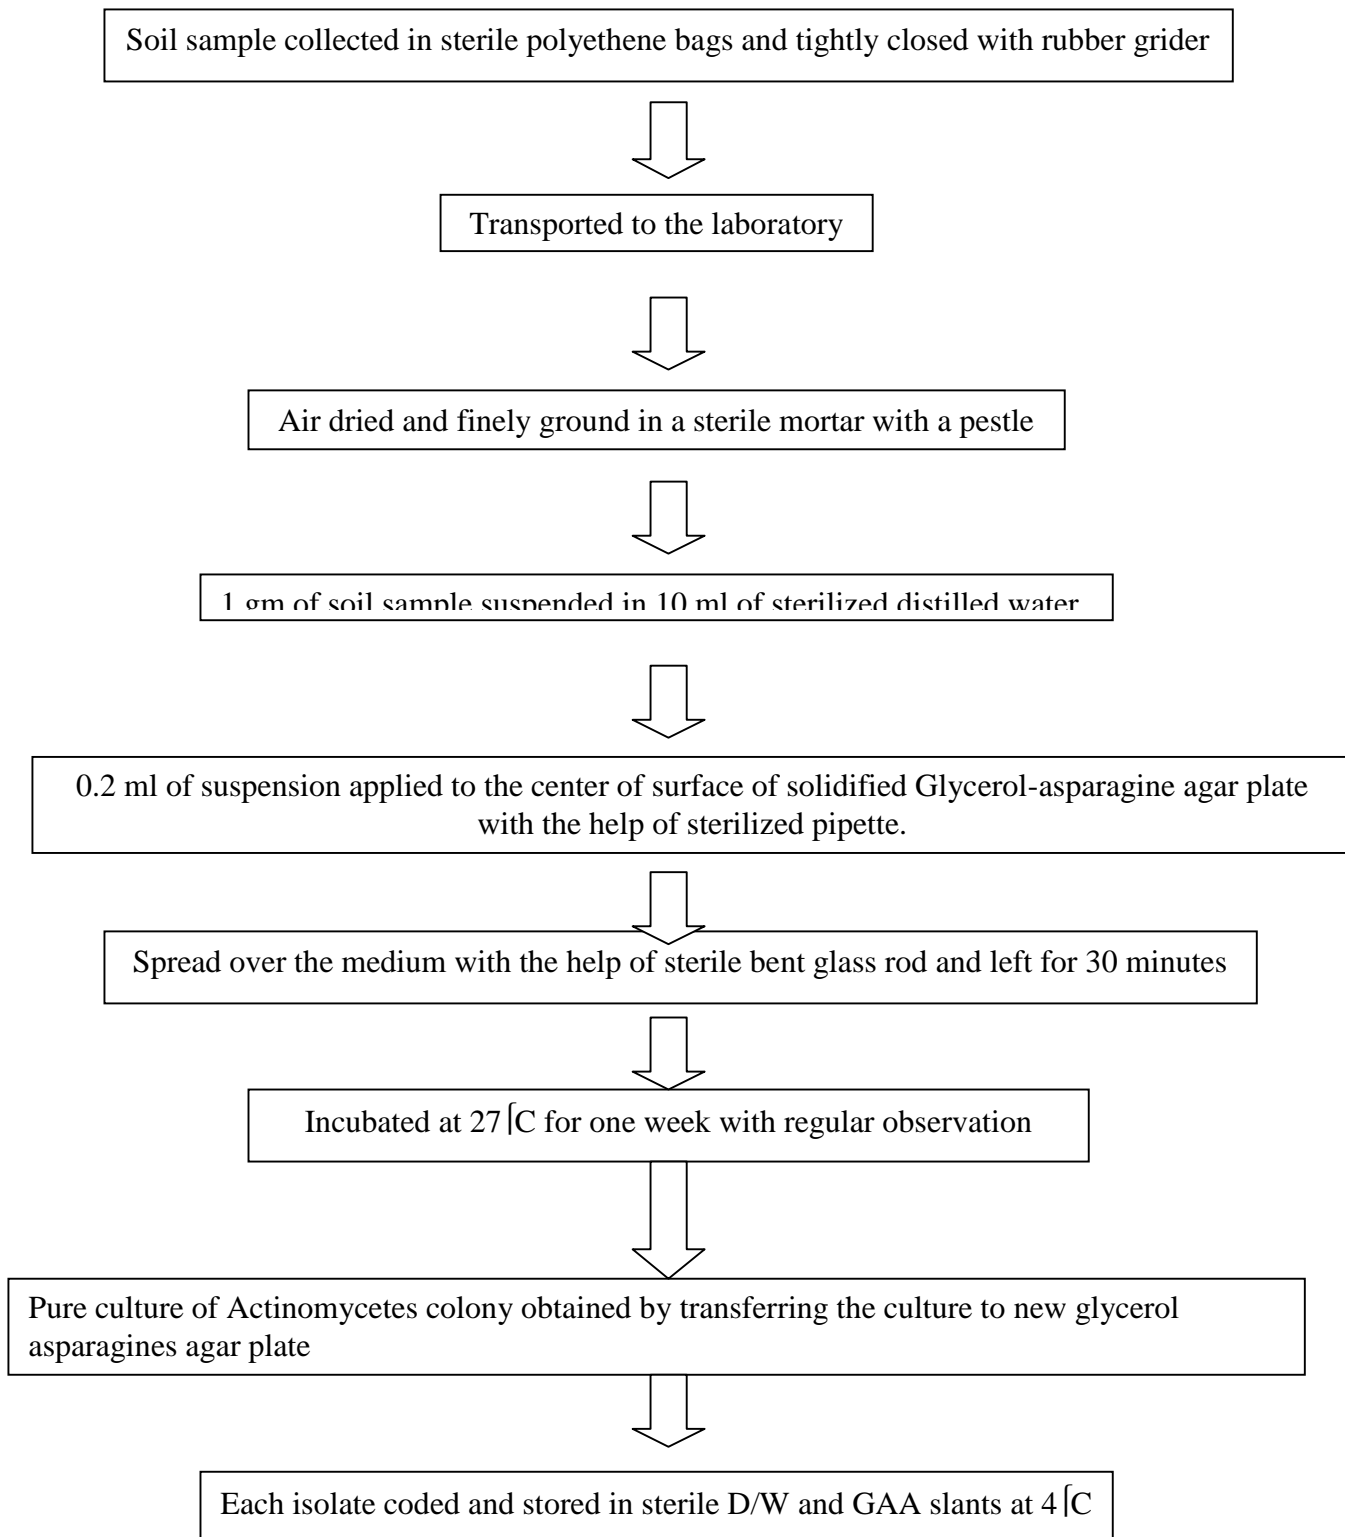 Soil sample collected in sterile polyethene bags and tightly closed with rubber grider
Transported to the laboratory
Air dried and finely ground in a sterile mortar with a pestle
1 gm of soil sample suspended in 10 ml of sterilized distilled water
0.2 ml of suspension applied to the center of surface of solidified Glycerol-asparagine agar plate
with the help of sterilized pipette.
Spread over the medium with the help of sterile bent glass rod and left for 30 minutes
Incubated at 27⌠C for one week with regular observation
Pure culture of Actinomycetes colony obtained by transferring the culture to new glycerol
asparagines agar plate
Each isolate coded and stored in sterile D/W and GAA slants at 4⌠C